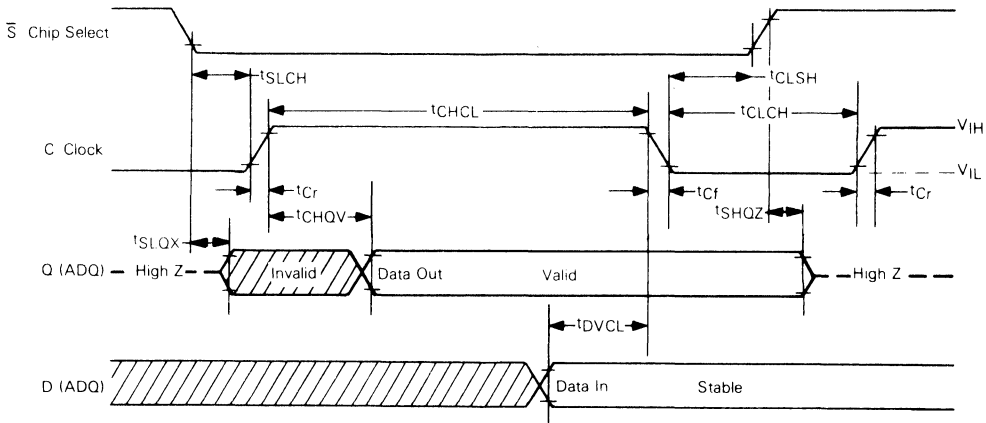 S̅ Chip Select
tSLCH
tCLSH
tCHCL
tCLCH
VIH
C Clock
VIL
tCr
tCf
tCr
tCHQV
tSHQZ
tSLQX
Q (ADQ)
High Z
Invalid
Data Out
Valid
High Z
tDVCL
D (ADQ)
Data In
Stable